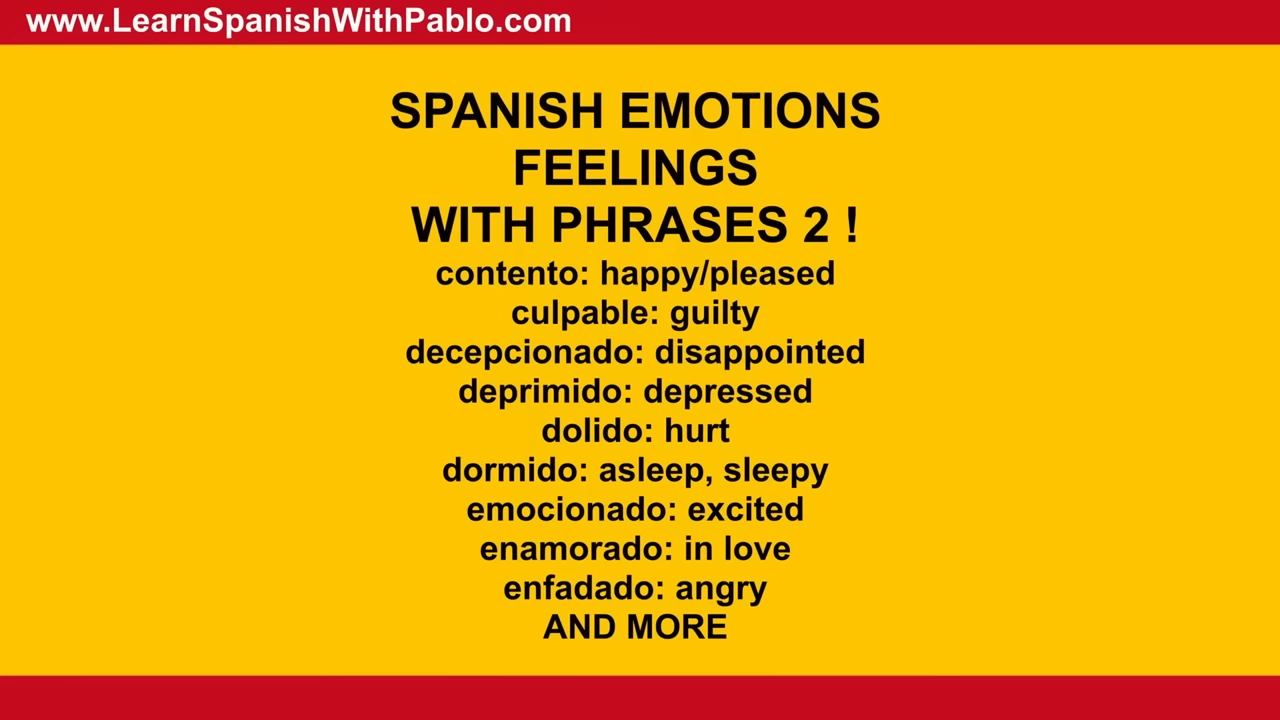 www.LearnSpanishWithPablo.com
SPANISH EMOTIONS
FEELINGS
WITH PHRASES 2 !
contento: happy/pleased
culpable: guilty
decepcionado: disappointed
deprimido: depressed
dolido: hurt
dormido: asleep, sleepy
emocionado: excited
enamorado: in love
enfadado: angry
AND MORE